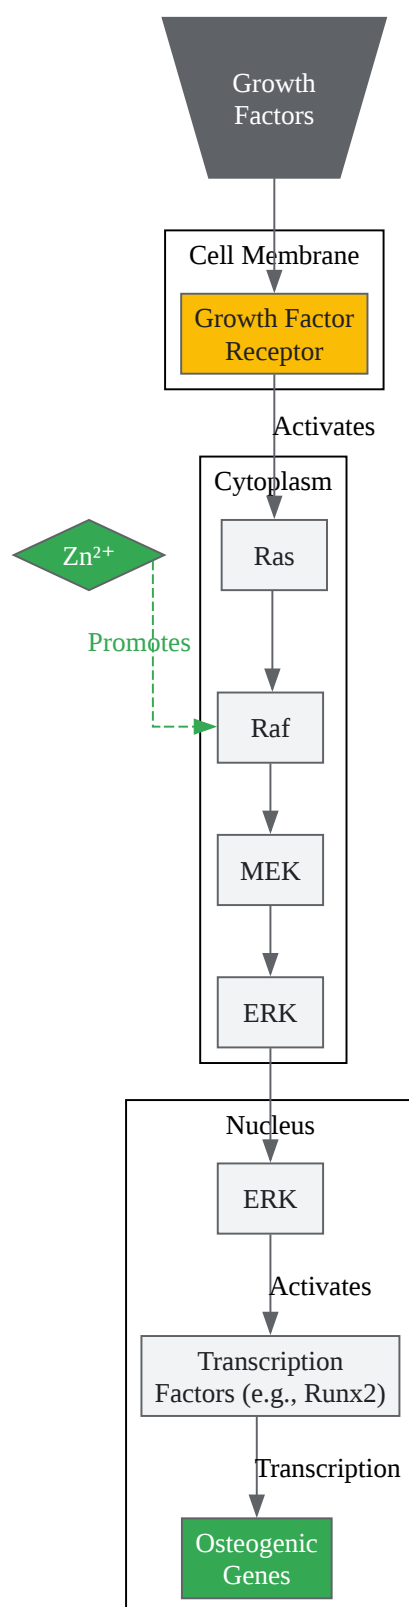 Growth
Factors
Cell Membrane
Growth Factor
Receptor
Activates
Cytoplasm
Zn²⁺
Ras
Promotes
Raf
MEK
ERK
Nucleus
ERK
Activates
Transcription
Factors (e.g., Runx2)
Transcription
Osteogenic
Genes